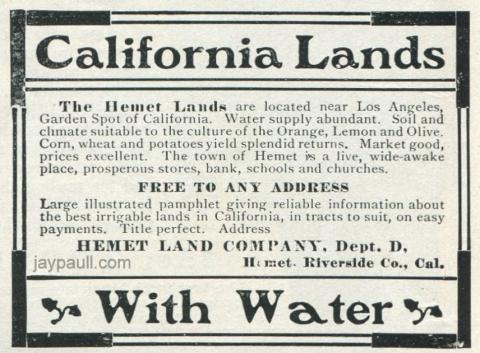 California Lands
The Hemet Lands are located near Los Angeles,
Garden Spot of California. Water supply abundant. Soil and
climate suitable to the culture of the Orange, Lemon and Olive.
Corn, wheat and potatoes yield splendid returns. Market good,
prices excellent. The town of Hemet is a live, wide-awake
place, prosperous stores, bank, schools and churches.
FREE TO ANY ADDRESS
Large illustrated pamphlet giving reliable information about
the best irrigable lands in California, in tracts to suit, on easy
payments. Title perfect. Address
HEMET LAND COMPANY, Dept. D,
jaypaull.com
Hemet. Riverside Co., Cal.
With Water